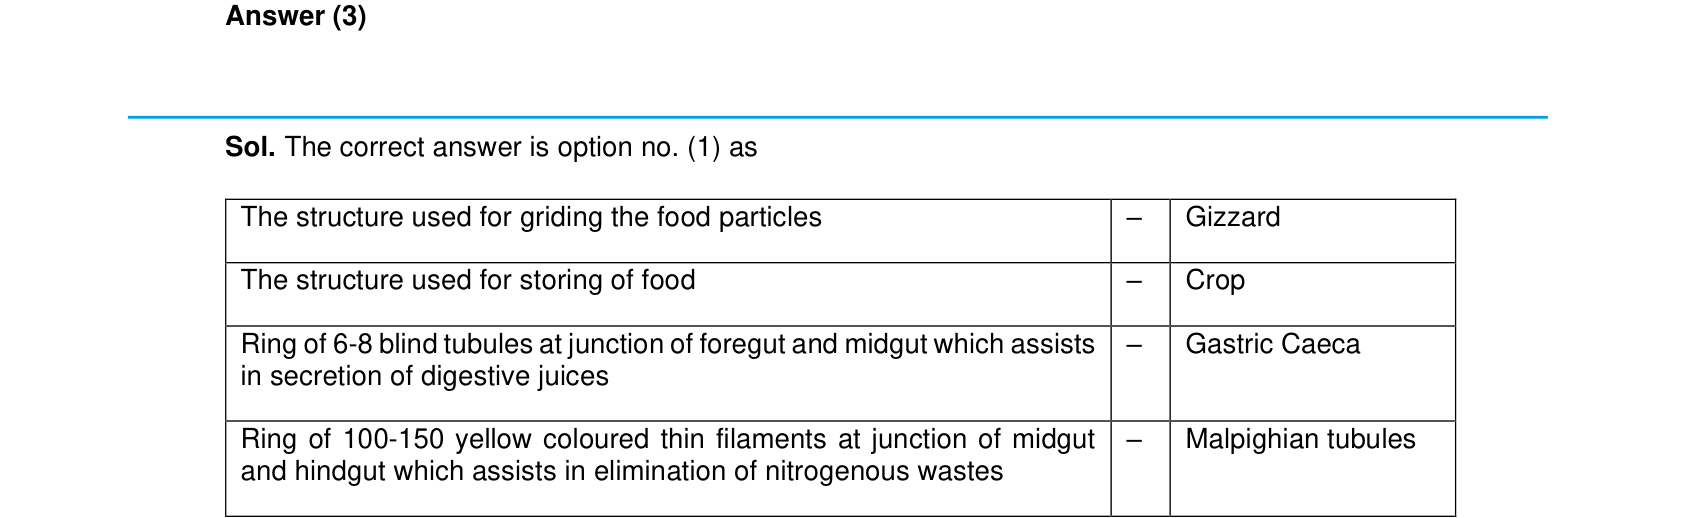 Answer (3)
Sol. The correct answer is option no. (1) as
The structure used for griding the food particles – Gizzard
The structure used for storing of food – Crop
Ring of 6-8 blind tubules at junction of foregut and midgut which assists – Gastric Caeca
in secretion of digestive juices
Ring of 100-150 yellow coloured thin filaments at junction of midgut – Malpighian tubules
and hindgut which assists in elimination of nitrogenous wastes